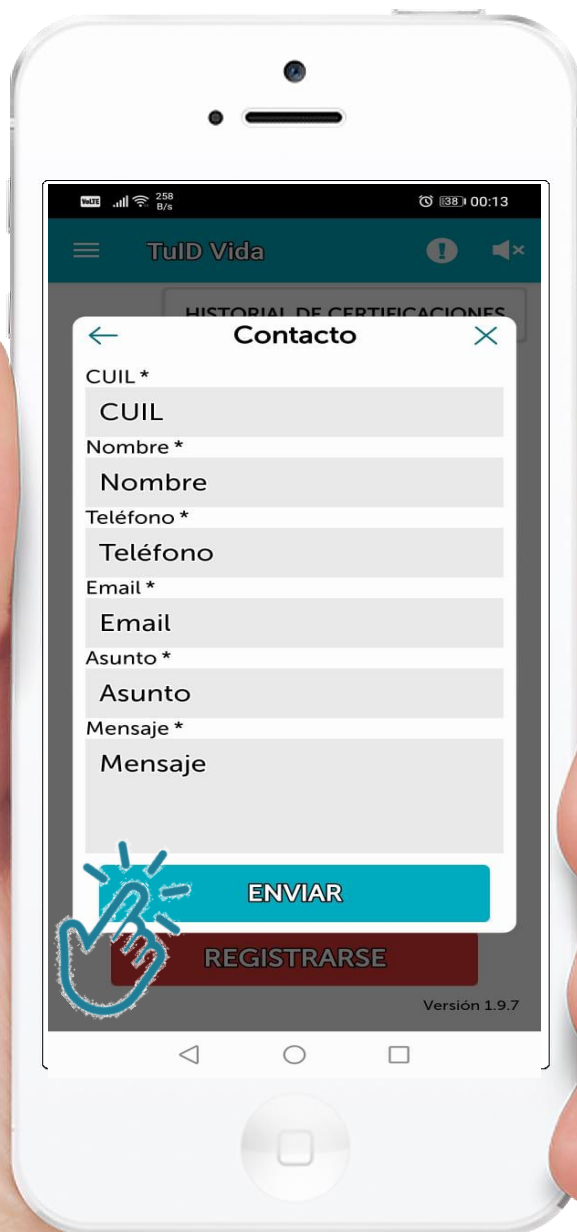 VoLTE 258 B/s 38 00:13
TuID Vida
HISTORIAL DE CERTIFICACIONES
Contacto
CUIL *
CUIL
Nombre *
Nombre
Teléfono *
Teléfono
Email *
Email
Asunto *
Asunto
Mensaje *
Mensaje
ENVIAR
REGISTRARSE
Versión 1.9.7